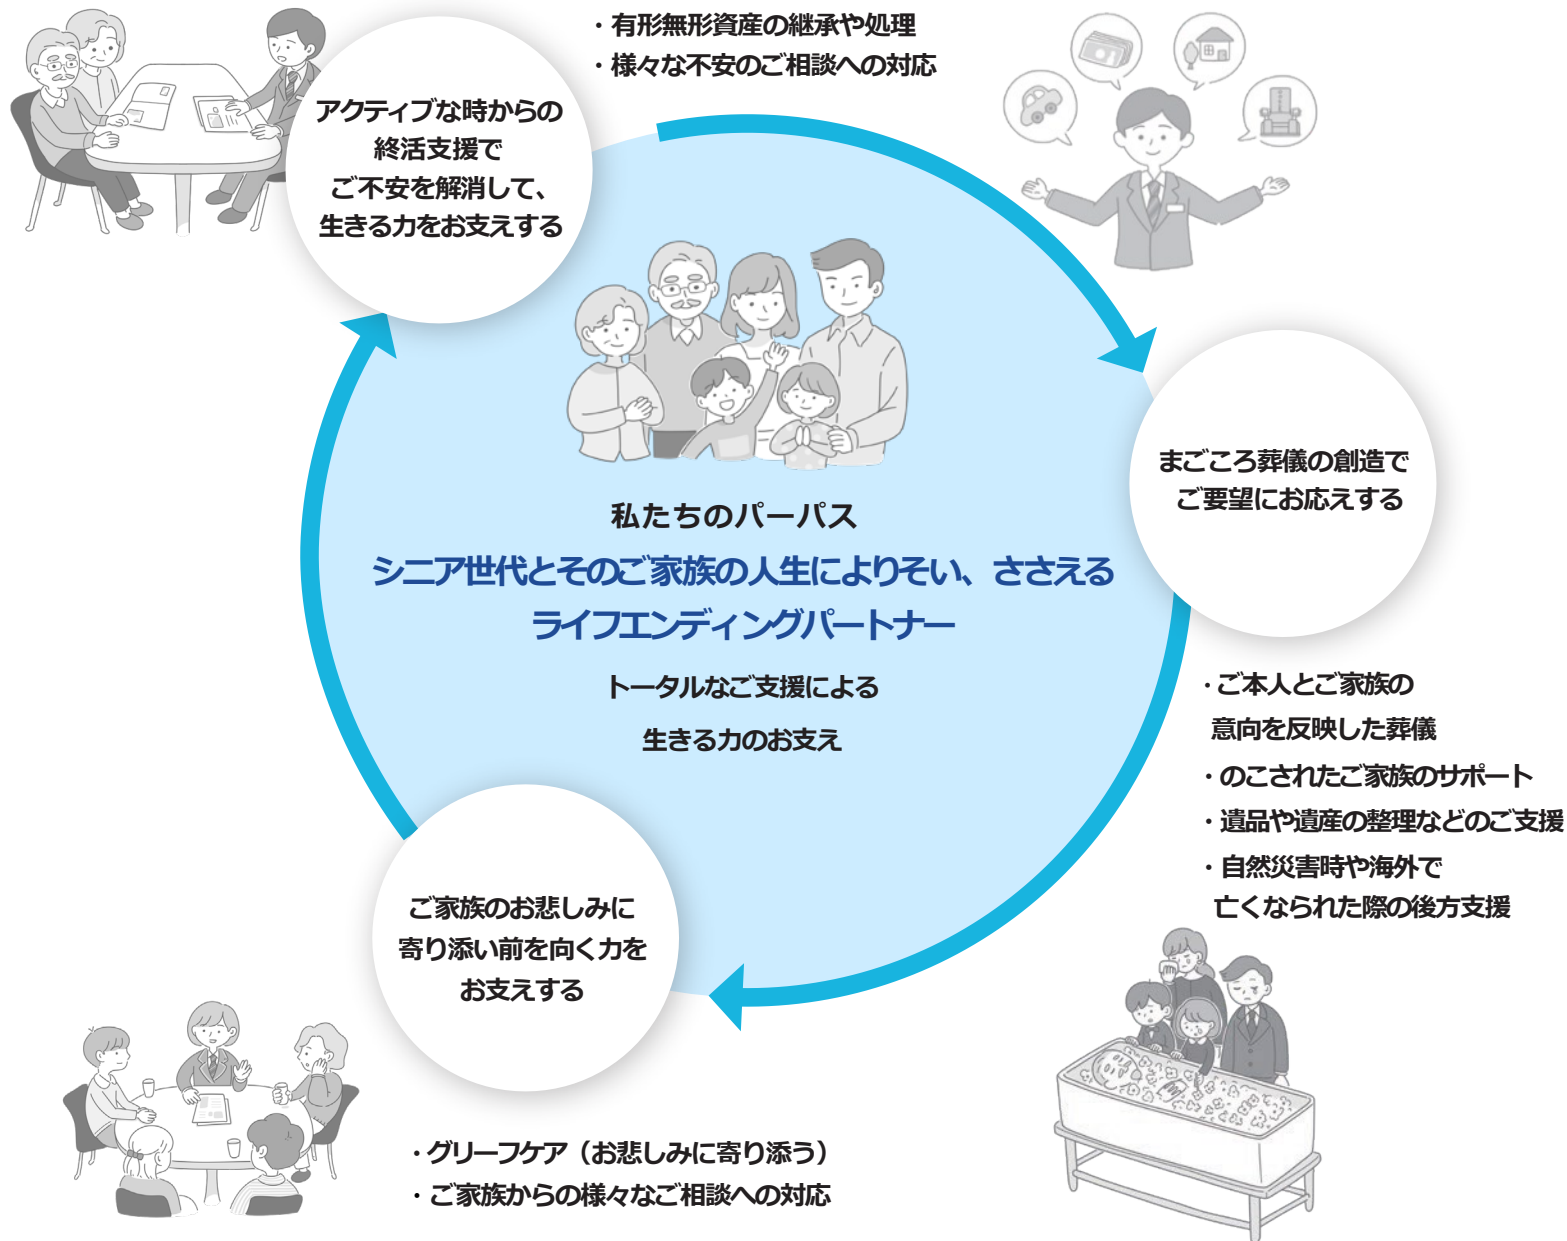 ・有形無形資産の継承や処理
・様々な不安のご相談への対応
アクティブな時からの
終活支援で
ご不安を解消して、
生きる力をお支えする
まごころ葬儀の創造で
ご要望にお応えする
私たちのパーパス
シニア世代とそのご家族の人生によりそい、ささえる
ライフエンディングパートナー
トータルなご支援による
生きる力のお支え
・ご本人とご家族の
意向を反映した葬儀
・のこされたご家族のサポート
・遺品や遺産の整理などのご支援
・自然災害時や海外で
亡くなられた際の後方支援
ご家族のお悲しみに
寄り添い前を向く力を
お支えする
・グリーフケア（お悲しみに寄り添う）
・ご家族からの様々なご相談への対応